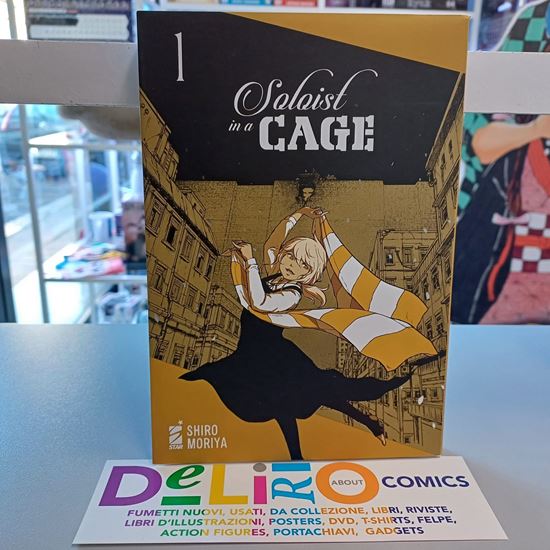 1
Soloist
in a
CAGE
STAR
SHIRO
MORIYA
DeLiRiO
ABOUT
COMICS
FUMETTI NUOVI, USATI, DA COLLEZIONE, LIBRI, RIVISTE,
LIBRI D'ILLUSTRAZIONI, POSTERS, DVD, T-SHIRTS, FELPE,
ACTION FIGURES, PORTACHIAVI, GADGETS